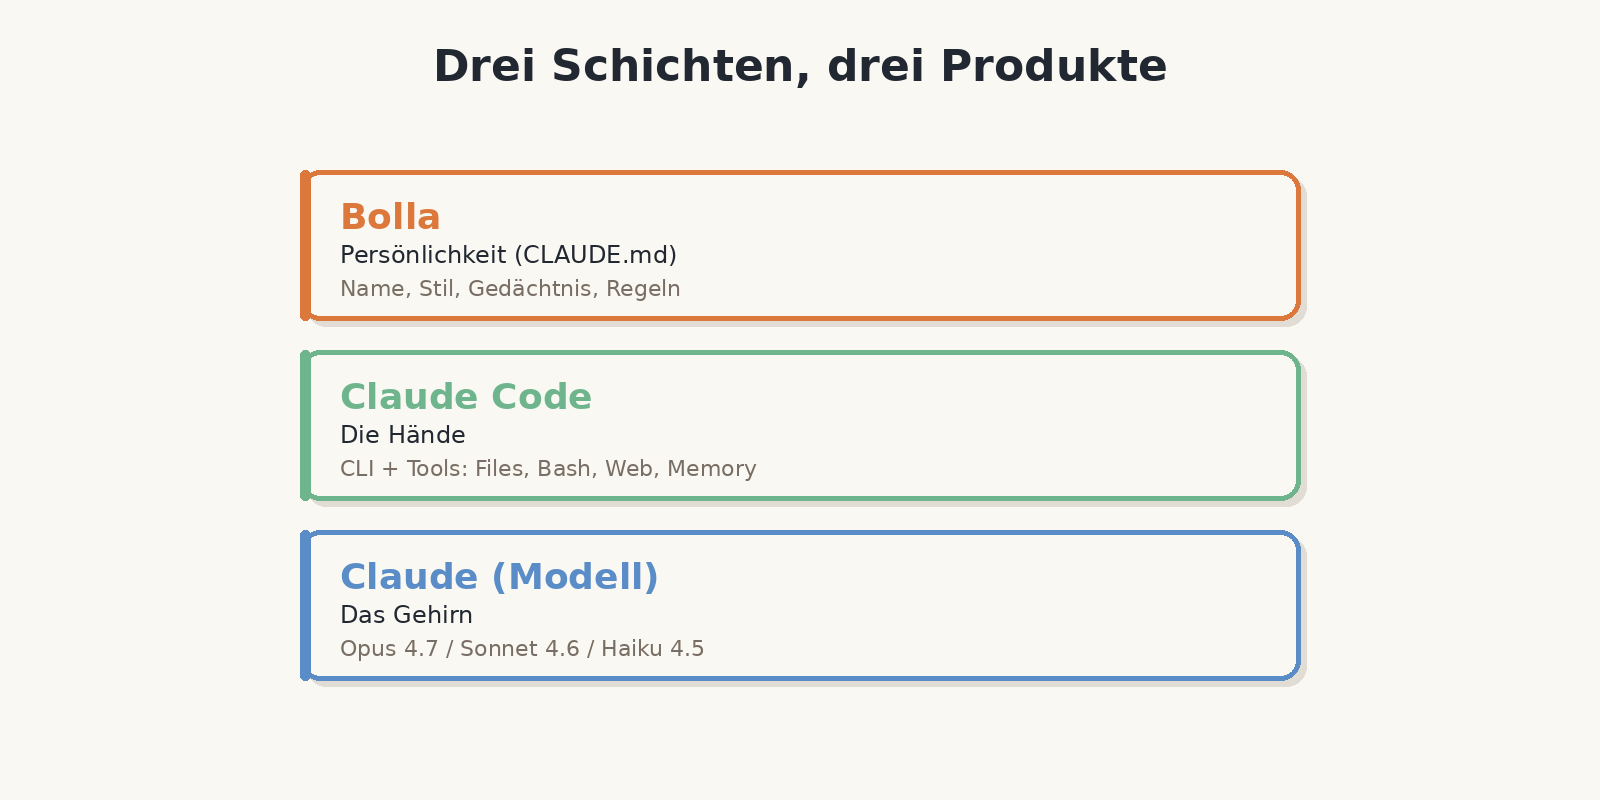 Drei Schichten, drei Produkte
Bolla
Persönlichkeit (CLAUDE.md)
Name, Stil, Gedächtnis, Regeln
Claude Code
Die Hände
CLI + Tools: Files, Bash, Web, Memory
Claude (Modell)
Das Gehirn
Opus 4.7 / Sonnet 4.6 / Haiku 4.5